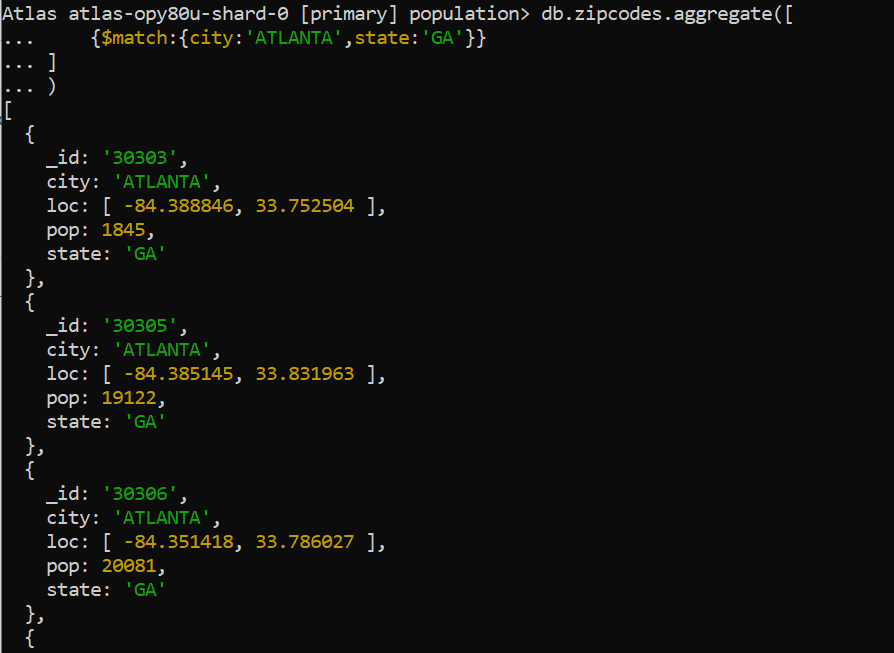 Atlas atlas-opy80u-shard-0 [primary] population> db.zipcodes.aggregate([
...     {$match:{city:'ATLANTA',state:'GA'}}
... ]
... )
[
  {
    _id: '30303',
    city: 'ATLANTA',
    loc: [ -84.388846, 33.752504 ],
    pop: 1845,
    state: 'GA'
  },
  {
    _id: '30305',
    city: 'ATLANTA',
    loc: [ -84.385145, 33.831963 ],
    pop: 19122,
    state: 'GA'
  },
  {
    _id: '30306',
    city: 'ATLANTA',
    loc: [ -84.351418, 33.786027 ],
    pop: 20081,
    state: 'GA'
  },
  {